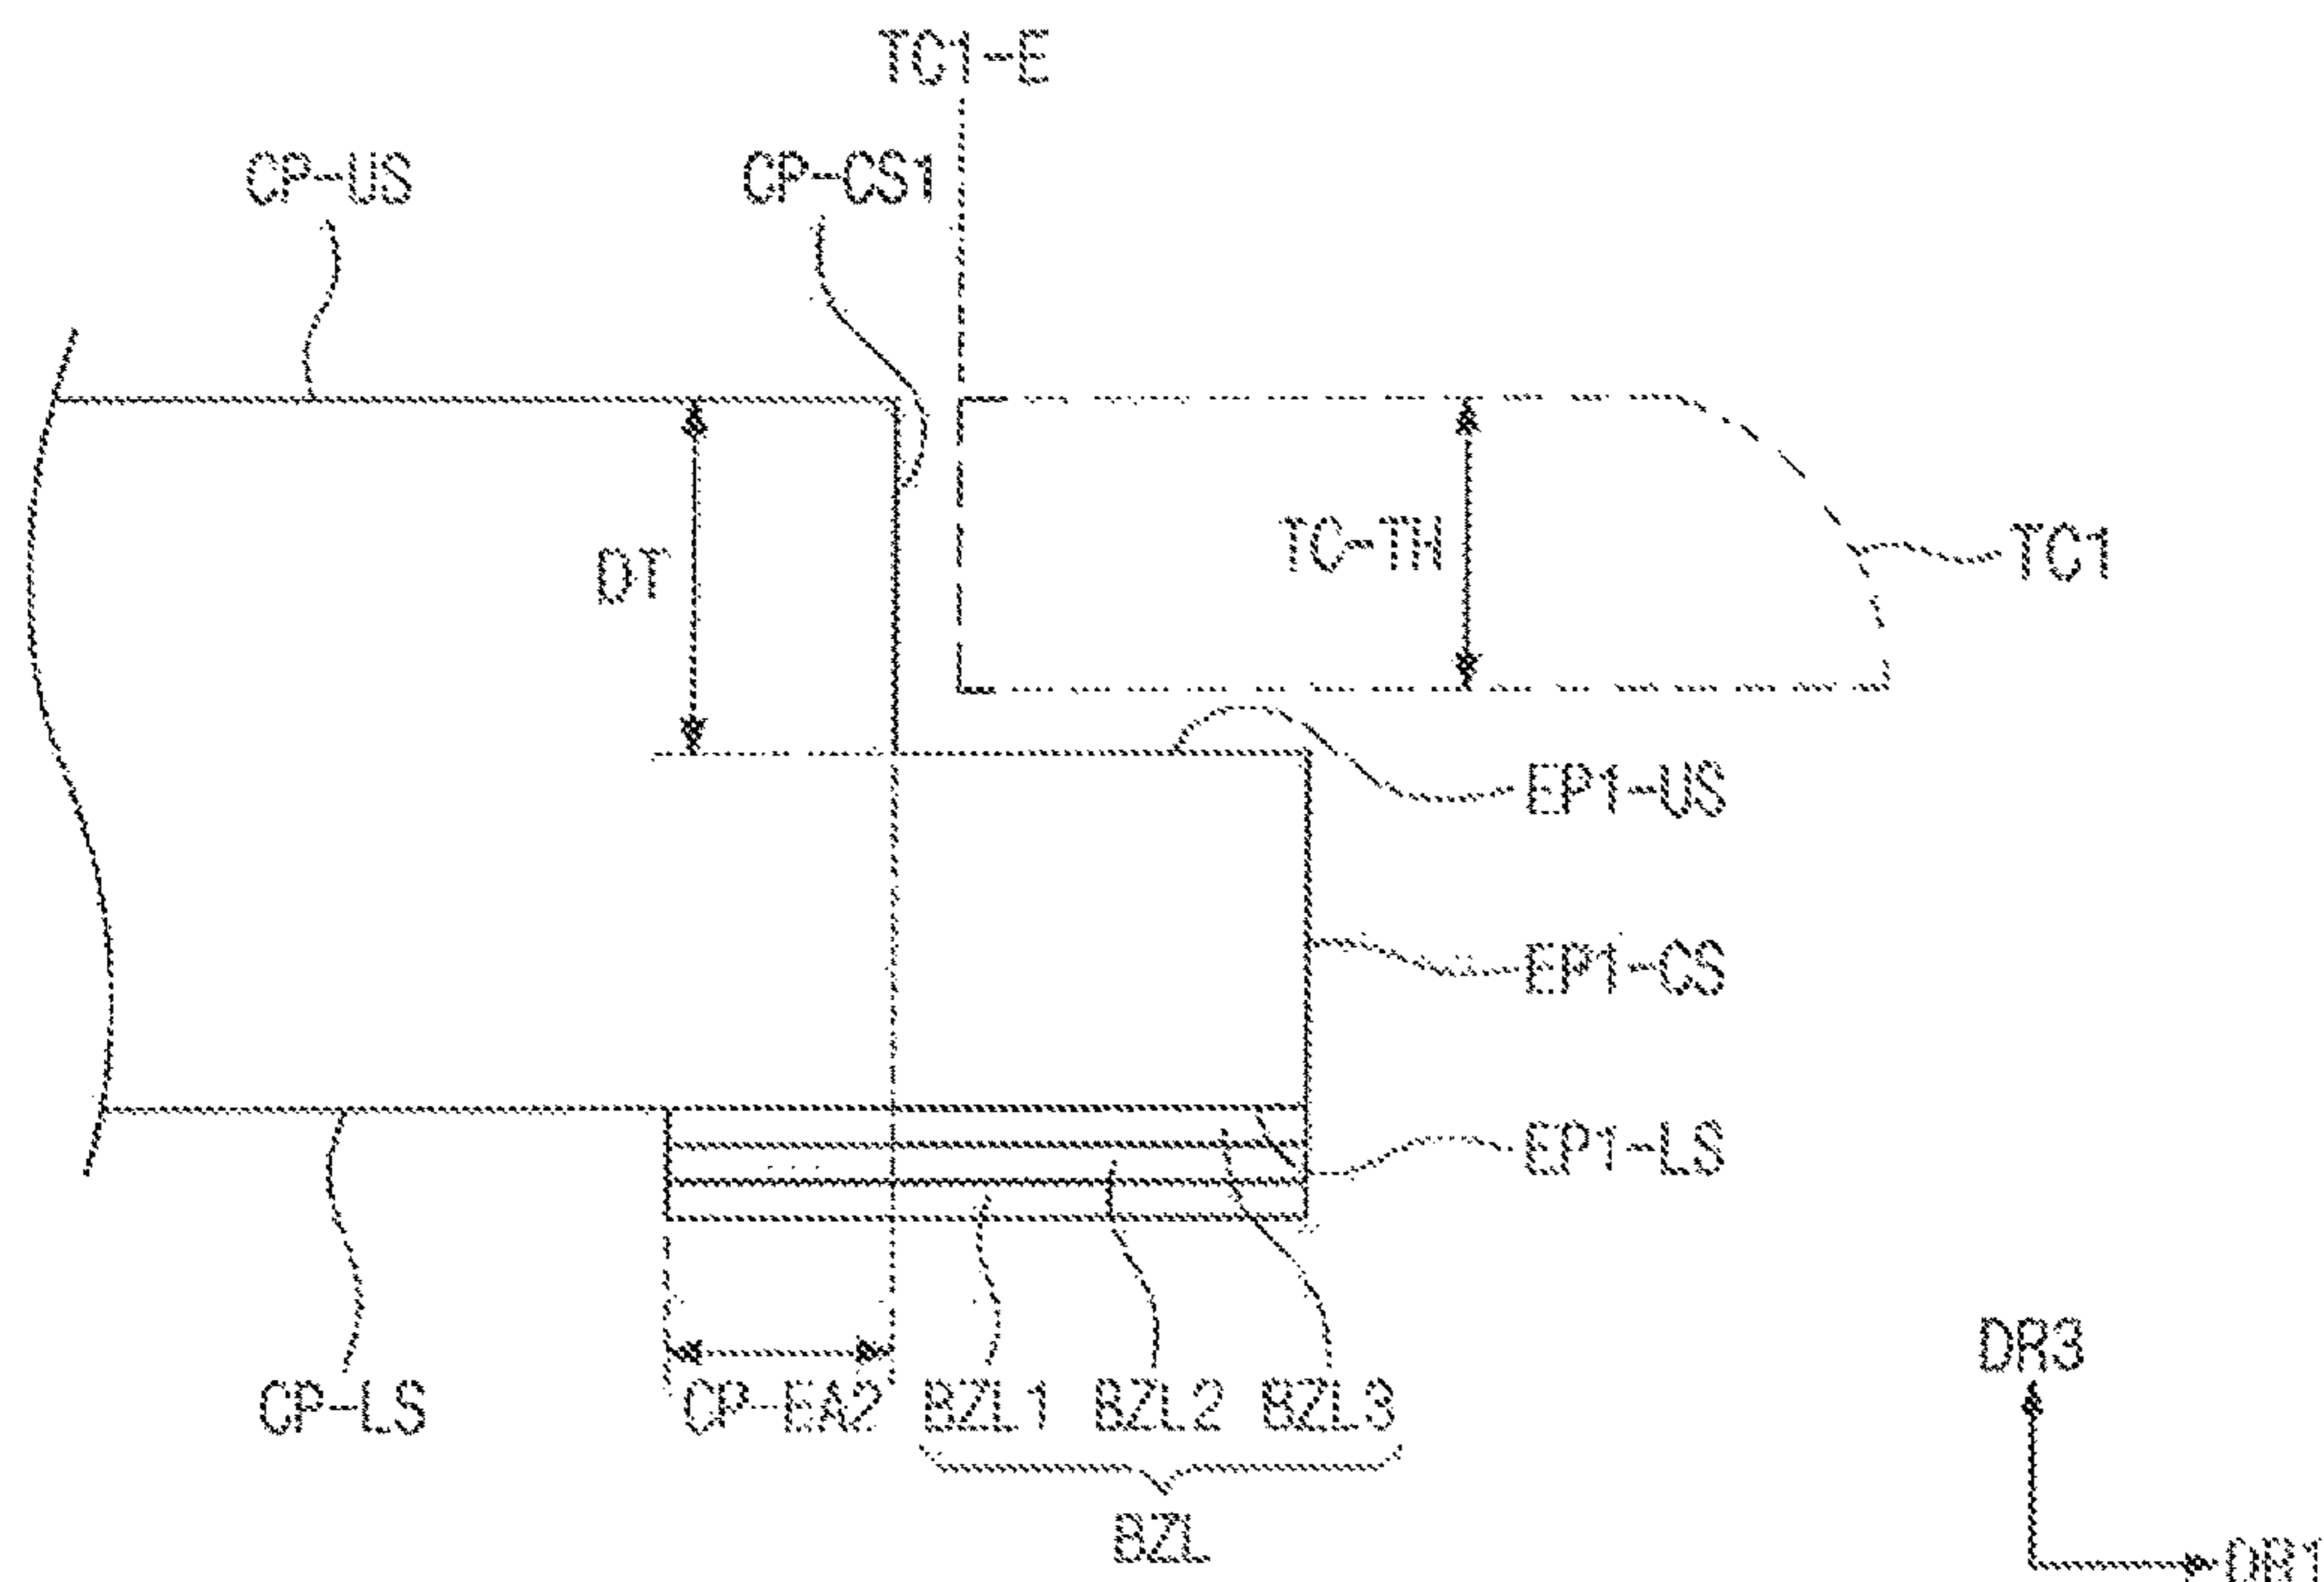 TC1-E
CP-US
CP-CS1
DT
TC-TH
TC1
EP1-US
EP1-CS
EP1-LS
CP-LS
CP-EA2
BZL1
BZL2
BZL3
BZL
DR3
DR1